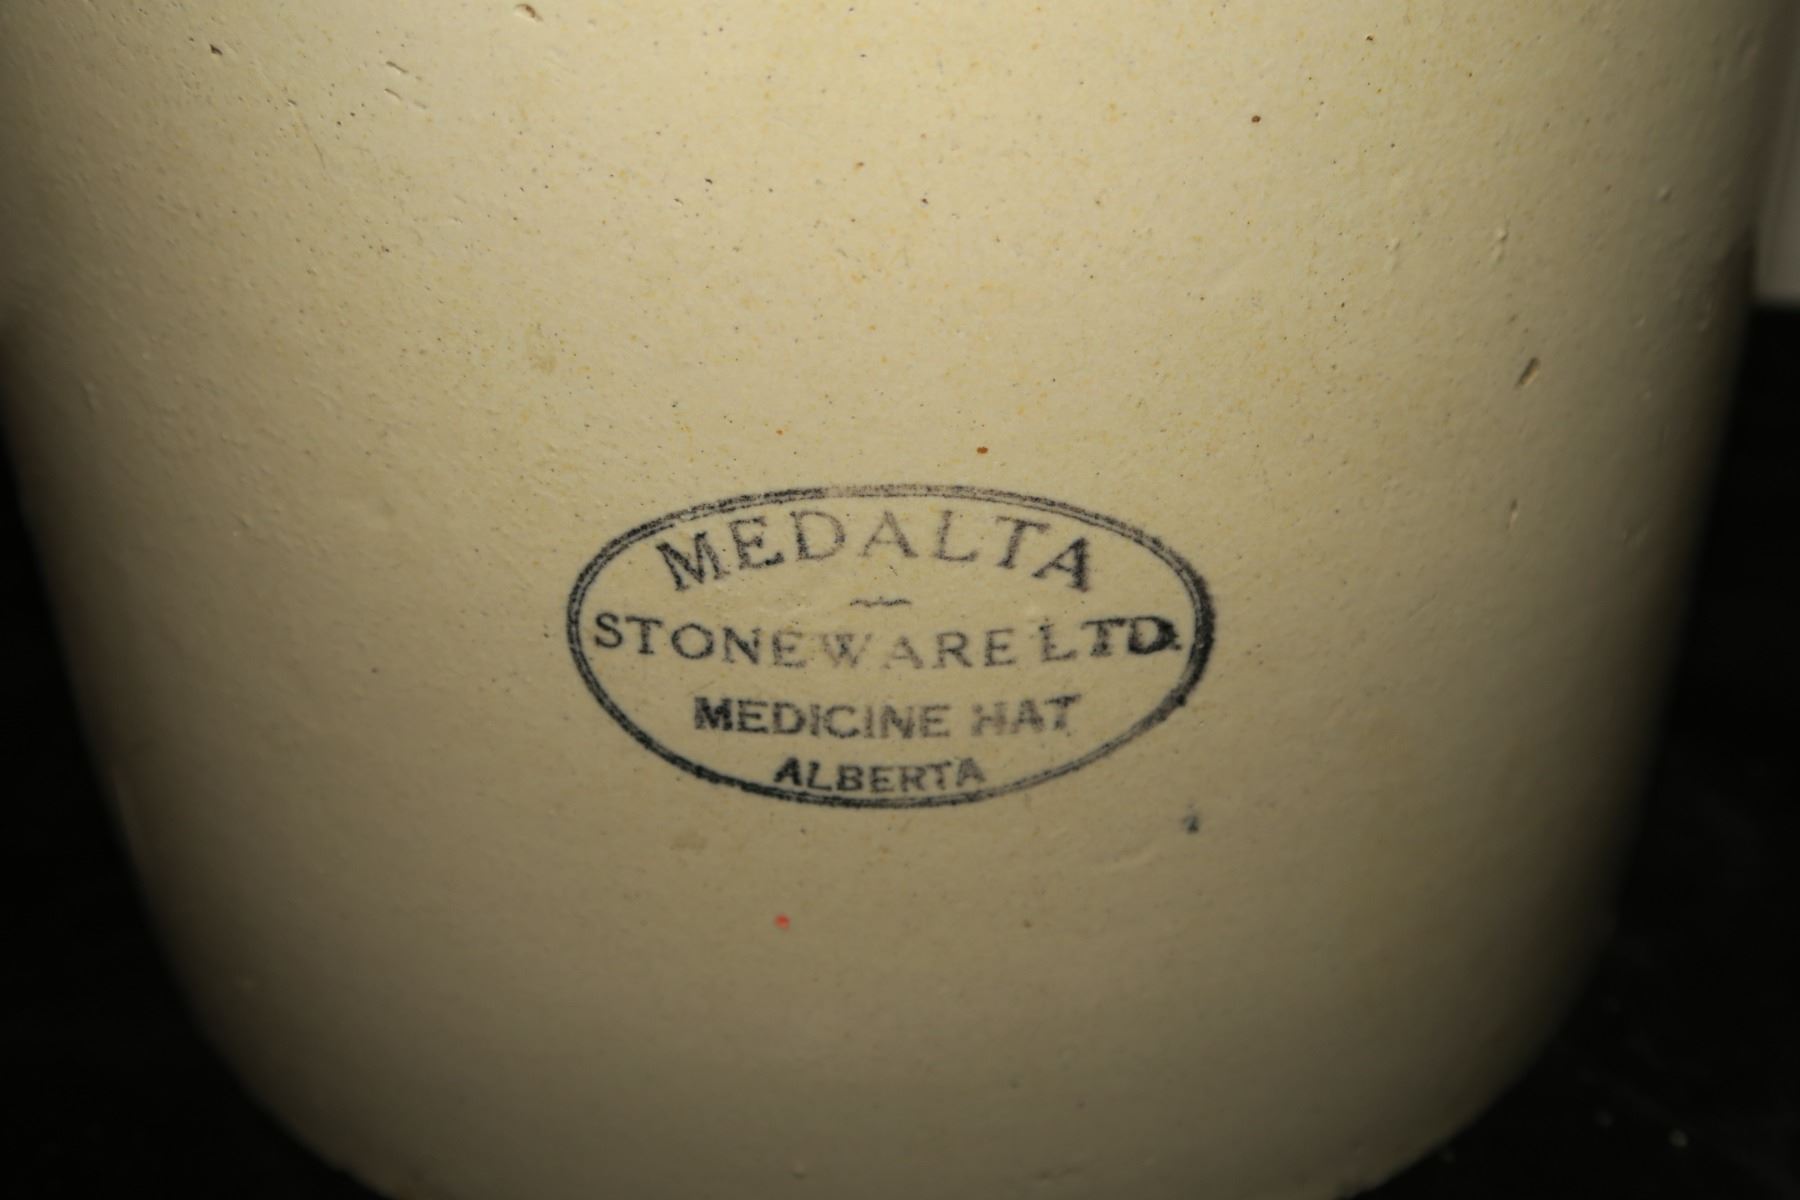 MEDALTA
STONEWARE LTD.
MEDICINE HAT
ALBERTA